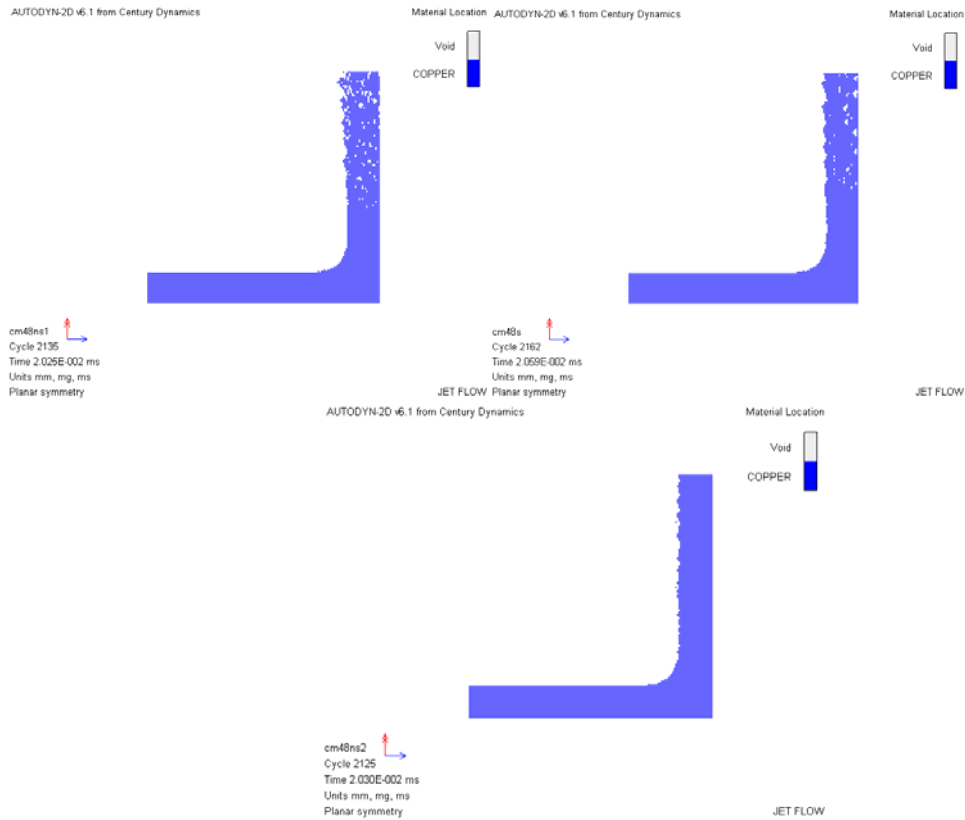 AUTODYN-2D v6.1 from Century Dynamics
Material Location
Void
COPPER
cm48ns1
Cycle 2135
Time 2.025E-002 ms
Units mm, mg, ms
Planar symmetry
JET FLOW
AUTODYN-2D v6.1 from Century Dynamics
Material Location
Void
COPPER
cm48s
Cycle 2162
Time 2.059E-002 ms
Units mm, mg, ms
Planar symmetry
JET FLOW
AUTODYN-2D v6.1 from Century Dynamics
Material Location
Void
COPPER
cm48ns2
Cycle 2125
Time 2.030E-002 ms
Units mm, mg, ms
Planar symmetry
JET FLOW